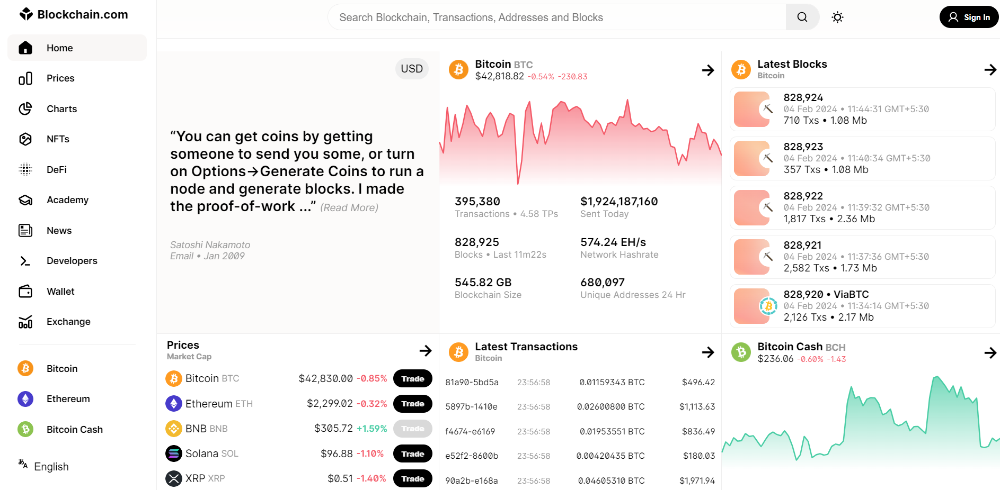 Blockchain.com
Search Blockchain, Transactions, Addresses and Blocks
Sign In
Home
Prices
Charts
NFTs
DeFi
Academy
News
Developers
Wallet
Exchange
Bitcoin
Ethereum
Bitcoin Cash
English
USD
“You can get coins by getting
someone to send you some, or turn
on Options→Generate Coins to run a
node and generate blocks. I made
the proof-of-work ...” (Read More)
Satoshi Nakamoto
Email • Jan 2009
Bitcoin BTC
$42,818.82 -0.54% -230.83
395,380
Transactions • 4.58 TPs
$1,924,187,160
Sent Today
828,925
Blocks • Last 11m22s
574.24 EH/s
Network Hashrate
545.82 GB
Blockchain Size
680,097
Unique Addresses 24 Hr
Latest Blocks
Bitcoin
828,924
04 Feb 2024 • 11:44:31 GMT+5:30
710 Txs • 1.08 Mb
828,923
04 Feb 2024 • 11:40:34 GMT+5:30
357 Txs • 1.08 Mb
828,922
04 Feb 2024 • 11:39:32 GMT+5:30
1,817 Txs • 2.36 Mb
828,921
04 Feb 2024 • 11:37:36 GMT+5:30
2,582 Txs • 1.73 Mb
828,920 • ViaBTC
04 Feb 2024 • 11:34:14 GMT+5:30
2,126 Txs • 2.17 Mb
Prices
Market Cap
Bitcoin BTC $42,830.00 -0.85% Trade
Ethereum ETH $2,299.02 -0.32% Trade
BNB BNB $305.72 +1.59% Trade
Solana SOL $96.88 -1.10% Trade
XRP XRP $0.51 -1.40% Trade
Latest Transactions
Bitcoin
81a90-5bd5a 23:56:58 0.01159343 BTC $496.42
5897b-1410e 23:56:58 0.02600800 BTC $1,113.63
f4674-e6169 23:56:58 0.01953551 BTC $836.49
e52f2-8600b 23:56:58 0.00420435 BTC $180.03
90a2b-e168a 23:56:58 0.04605310 BTC $1,971.94
Bitcoin Cash BCH
$236.06 -0.60% -1.43